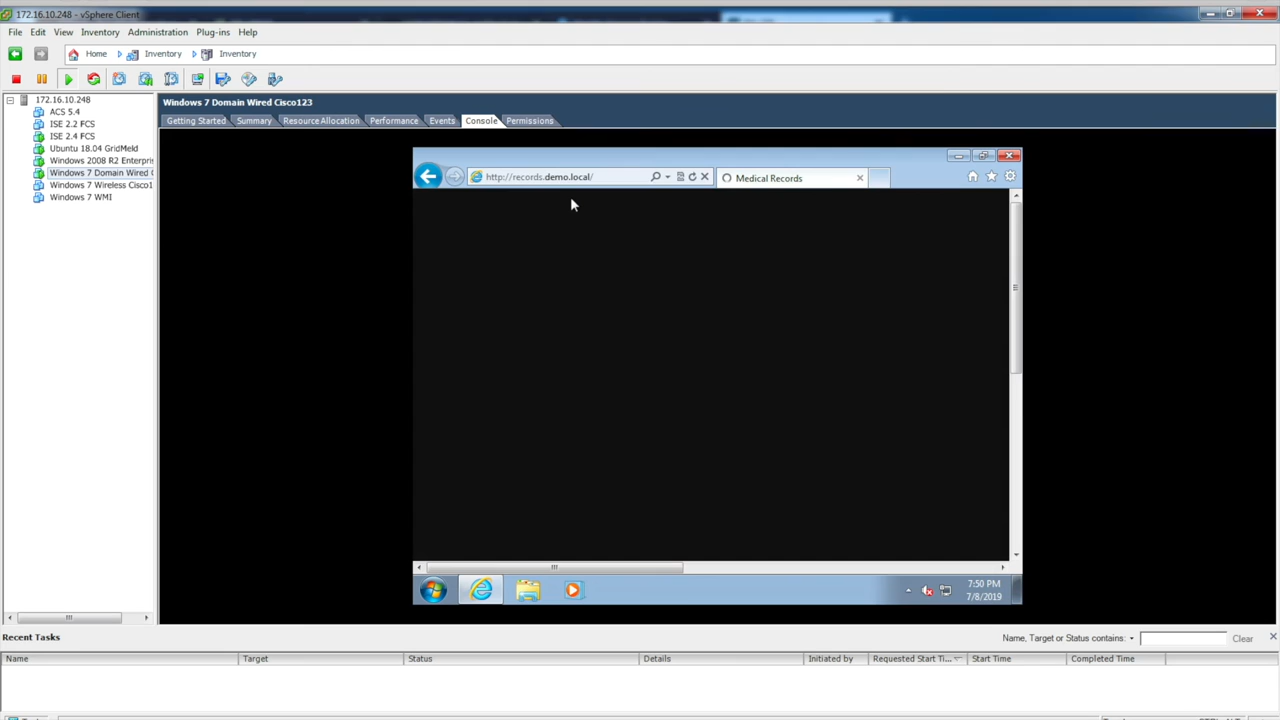 172.16.10.248 - vSphere Client
File Edit View Inventory Administration Plug-ins Help
Home Inventory Inventory
172.16.10.248
ACS 5.4
ISE 2.2 FCS
ISE 2.4 FCS
Ubuntu 18.04 GridMeld
Windows 2008 R2 Enterpris
Windows 7 Domain Wired C
Windows 7 Wireless Cisco1
Windows 7 WMI
Windows 7 Domain Wired Cisco123
Getting Started Summary Resource Allocation Performance Events Console Permissions
http://records.demo.local/ Medical Records
7:50 PM
7/8/2019
Recent Tasks Name, Target or Status contains: Clear
Name Target Status Details Initiated by Requested Start Ti... Start Time Completed Time